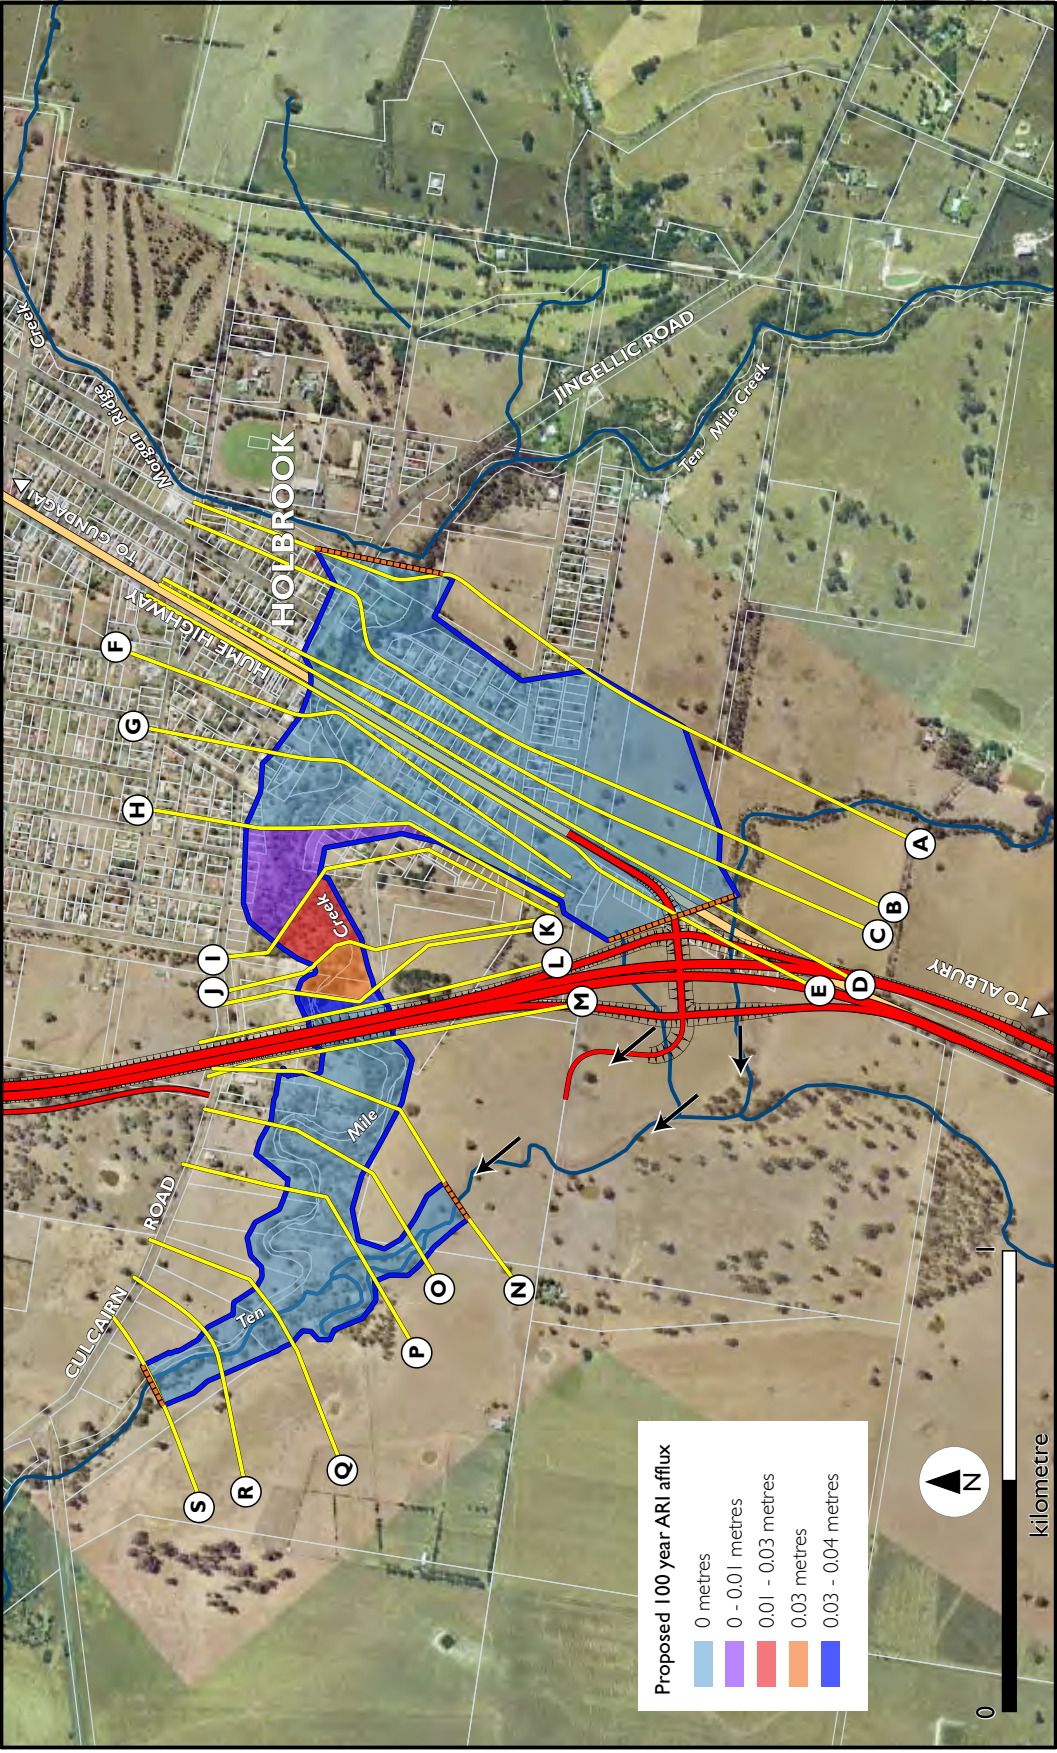 Creek
Morgan Ridge
TO GUNDAGAI
HUME HIGHWAY
HOLBROOK
JINGELLIC ROAD
Ten Mile Creek
F
G
H
I
J
K
L
M
A
B
C
D
E
TO ALBURY
Creek
Mile
Ten
CULCAIRN ROAD
N
O
P
Q
R
S
Proposed 100 year ARI afflux
0 metres
0 - 0.01 metres
0.01 - 0.03 metres
0.03 metres
0.03 - 0.04 metres
N
0 1
kilometre